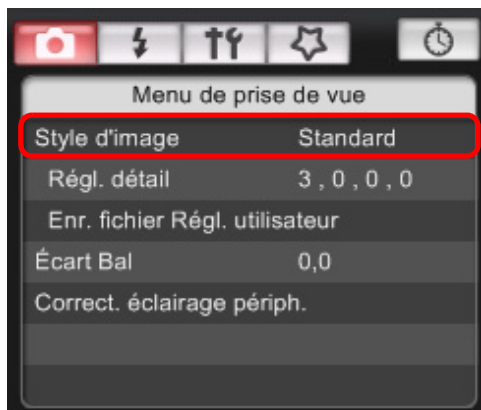 Menu de prise de vue
Style d'image Standard
Régl. détail 3 , 0 , 0 , 0
Enr. fichier Régl. utilisateur
Écart Bal 0,0
Correct. éclairage périph.